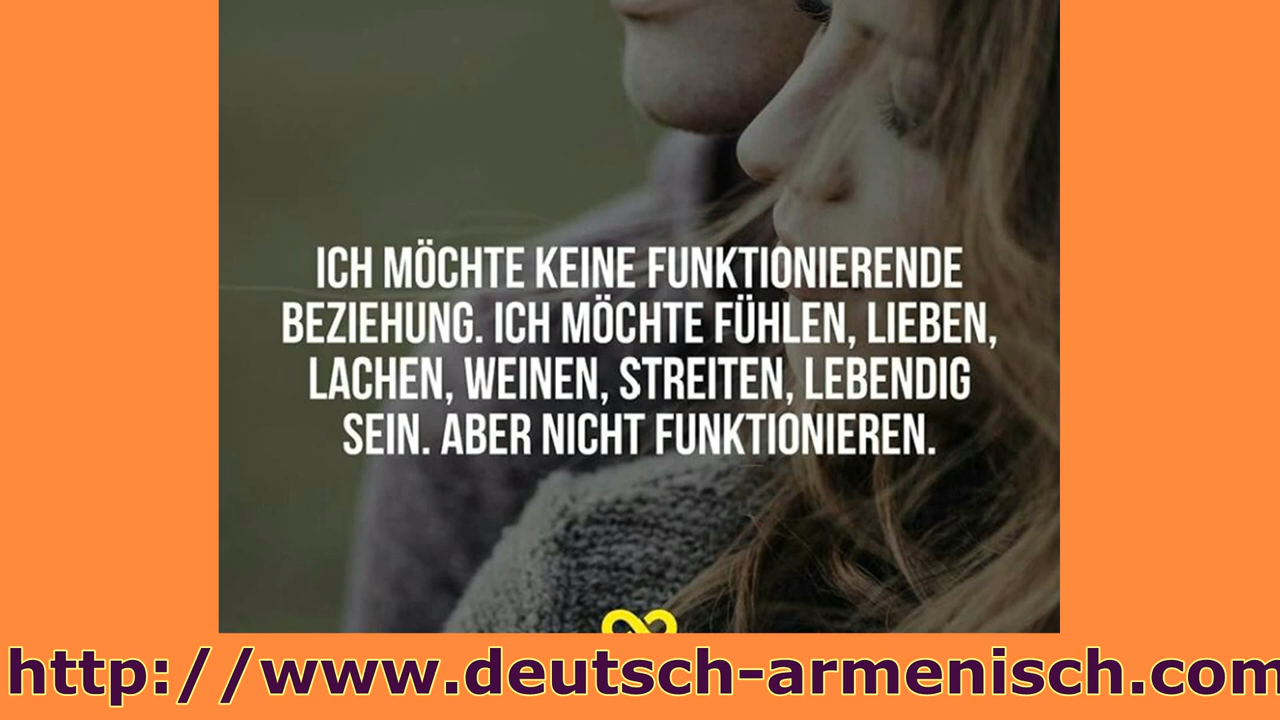 ICH MÖCHTE KEINE FUNKTIONIERENDE
BEZIEHUNG. ICH MÖCHTE FÜHLEN, LIEBEN,
LACHEN, WEINEN, STREITEN, LEBENDIG
SEIN. ABER NICHT FUNKTIONIEREN.
http://www.deutsch-armenisch.com